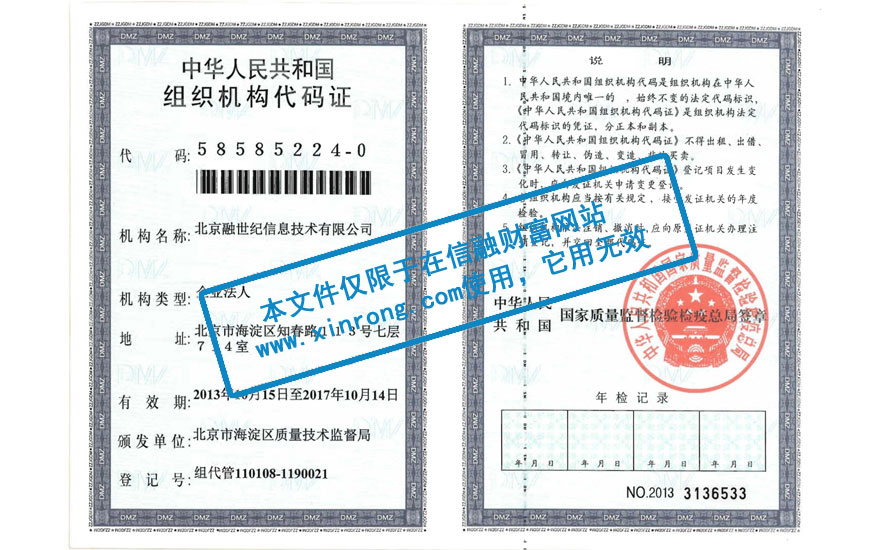 中华人民共和国
组织机构代码证
代 码: 58585224-0
机构名称: 北京融世纪信息技术有限公司
机构类型: 企业法人
地 址: 北京市海淀区知春路113号七层
7 4室
有效期: 2013年10月15日至2017年10月14日
颁发单位: 北京市海淀区质量技术监督局
登记号: 组代管110108-1190021
说 明
1. 中华人民共和国组织机构代码是组织机构在中华人
民共和国境内唯一的 、始终不变的法定代码标识,
《中华人民共和国组织机构代码证》是组织机构法定
代码标识的凭证,分正本和副本。
2.《中华人民共和国组织机构代码证》不得出租、出借、
冒用、转让、伪造、变造、 买卖。
3.《中华人民共和国组织机构代码证》登记项目发生变
化时, 发证机关申请变更登
组织机构应当按有关规定, 接 发证机关的年度
检验。
注销、撤消时,应向原 证机关办理注
登记,并
中华人民
共和国
国家质量监督检验检疫总局签章
中华人民共和国国家质量监督检验检疫总局
年检记录
年 月 日 年 月 日 年 月 日 年 月 日
NO.2013 3136533
本文件仅限于在信融财富网站
www.xinrong.com使用,它用无效